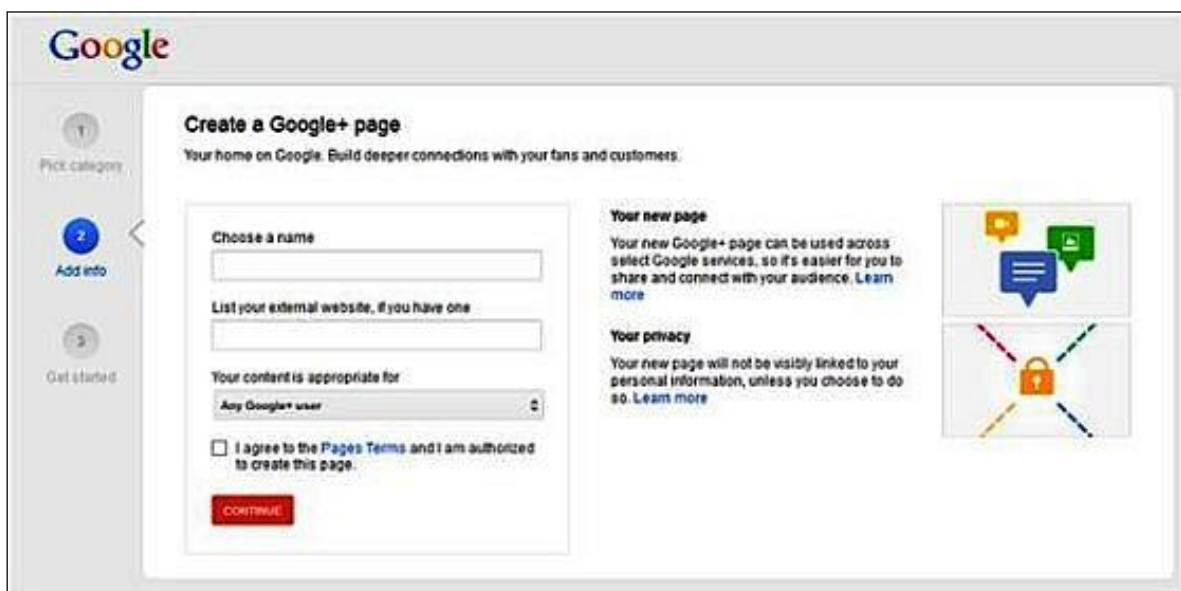 Google
1
Pick category
2
Add info
3
Get started
Create a Google+ page
Your home on Google. Build deeper connections with your fans and customers.
Choose a name
List your external website, if you have one
Your content is appropriate for
Any Google+ user
I agree to the Pages Terms and I am authorized
to create this page.
CONTINUE
Your new page
Your new Google+ page can be used across
select Google services, so it's easier for you to
share and connect with your audience. Learn
more
Your privacy
Your new page will not be visibly linked to your
personal information, unless you choose to do
so. Learn more